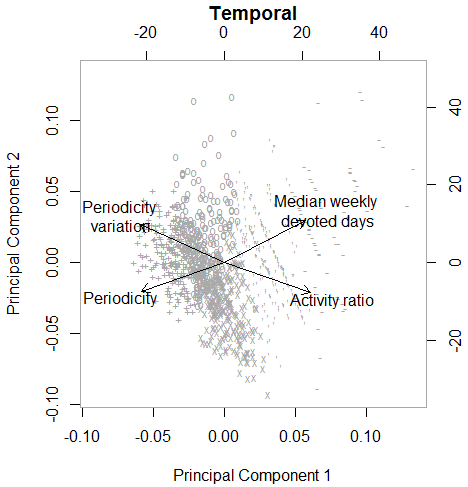 Temporal
-20 0 20 40
Principal Component 2
0.10
0.05
0.00
-0.05
-0.10
40
20
0
-20
Periodicity
variation
Median weekly
devoted days
Periodicity
Activity ratio
-0.10 -0.05 0.00 0.05 0.10
Principal Component 1